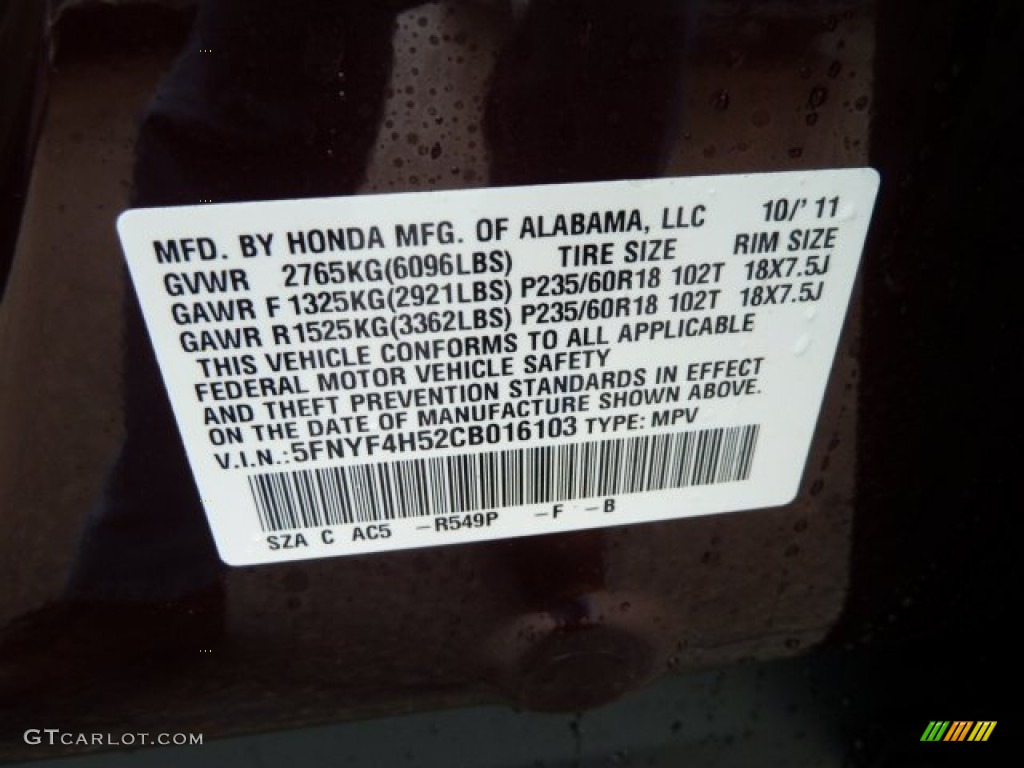 MFD. BY HONDA MFG. OF ALABAMA, LLC 10/' 11
GVWR 2765KG(6096LBS) TIRE SIZE RIM SIZE
GAWR F 1325KG(2921LBS) P235/60R18 102T 18X7.5J
GAWR R 1525KG(3362LBS) P235/60R18 102T 18X7.5J
THIS VEHICLE CONFORMS TO ALL APPLICABLE
FEDERAL MOTOR VEHICLE SAFETY
AND THEFT PREVENTION STANDARDS IN EFFECT
ON THE DATE OF MANUFACTURE SHOWN ABOVE.
V.I.N.:5FNYF4H52CB016103 TYPE: MPV
SZA C AC5 –R549P –F –B
GTCARLOT.COM